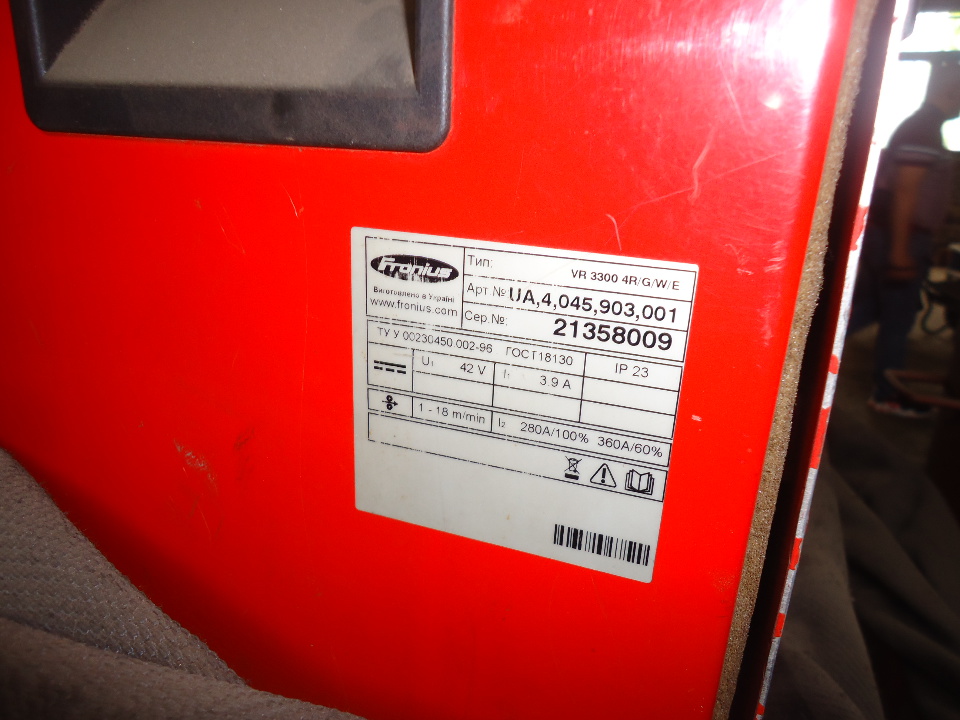 Fronius
Виготовлено в Україні
www.fronius.com
Тип: VR 3300 4R/G/W/E
Арт №: UA,4,045,903,001
Сер.№: 21358009
ТУ У 00230450.002-96 ГОСТ18130 IP 23
U₁ 42 V I₁ 3.9 A
1 - 18 m/min I₂ 280A/100% 360A/60%